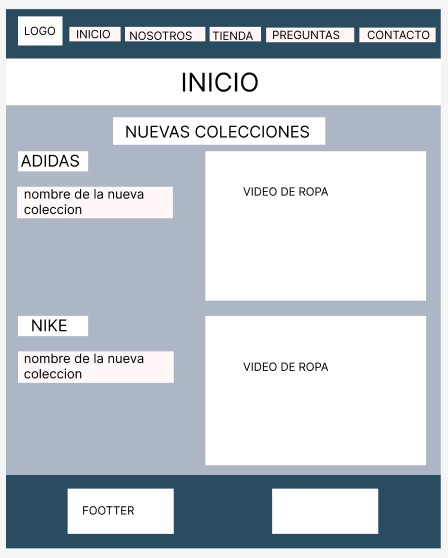 LOGO INICIO NOSOTROS TIENDA PREGUNTAS CONTACTO
INICIO
NUEVAS COLECCIONES
ADIDAS
nombre de la nueva
coleccion
VIDEO DE ROPA
NIKE
nombre de la nueva
coleccion
VIDEO DE ROPA
FOOTTER